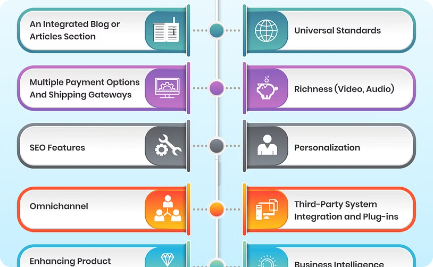 An Integrated Blog or
Articles Section
Universal Standards
Multiple Payment Options
And Shipping Gateways
Richness (Video, Audio)
SEO Features
Personalization
Omnichannel
Third-Party System
Integration and Plug-ins
Enhancing Product
Business Intelligence